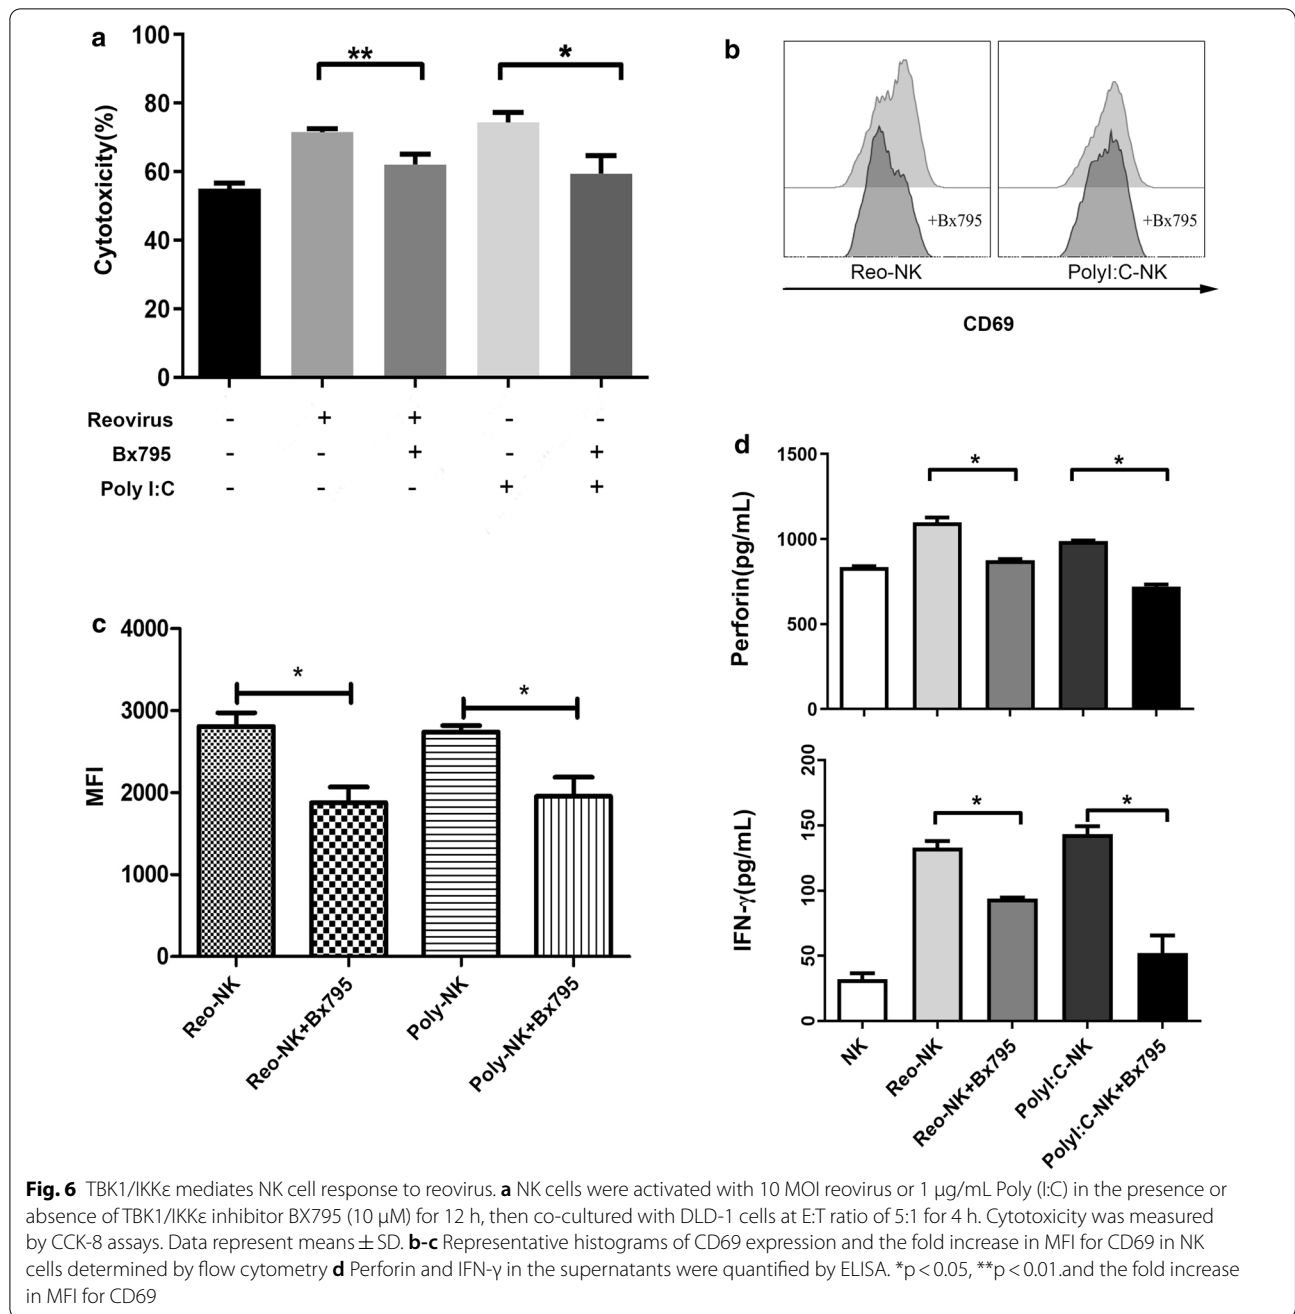 a
100
80
60
40
20
0
Cytotoxicity(%)
**
*
Reovirus - + + - -
Bx795 - - + - +
Poly I:C - - - + +
b
+Bx795
+Bx795
Reo-NK PolyI:C-NK
CD69
c
4000
3000
2000
1000
0
MFI
*
*
Reo-NK
Reo-NK+Bx795
Poly-NK
Poly-NK+Bx795
d
1500
1000
500
0
Perforin(pg/mL)
*
*
200
150
100
50
0
IFN-γ(pg/mL)
*
*
NK
Reo-NK
Reo-NK+Bx795
PolyI:C-NK
PolyI:C-NK+Bx795
Fig. 6 TBK1/IKKε mediates NK cell response to reovirus. a NK cells were activated with 10 MOI reovirus or 1 μg/mL Poly (I:C) in the presence or
absence of TBK1/IKKε inhibitor BX795 (10 μM) for 12 h, then co-cultured with DLD-1 cells at E:T ratio of 5:1 for 4 h. Cytotoxicity was measured
by CCK-8 assays. Data represent means ± SD. b-c Representative histograms of CD69 expression and the fold increase in MFI for CD69 in NK
cells determined by flow cytometry d Perforin and IFN-γ in the supernatants were quantified by ELISA. *p < 0.05, **p < 0.01.and the fold increase
in MFI for CD69